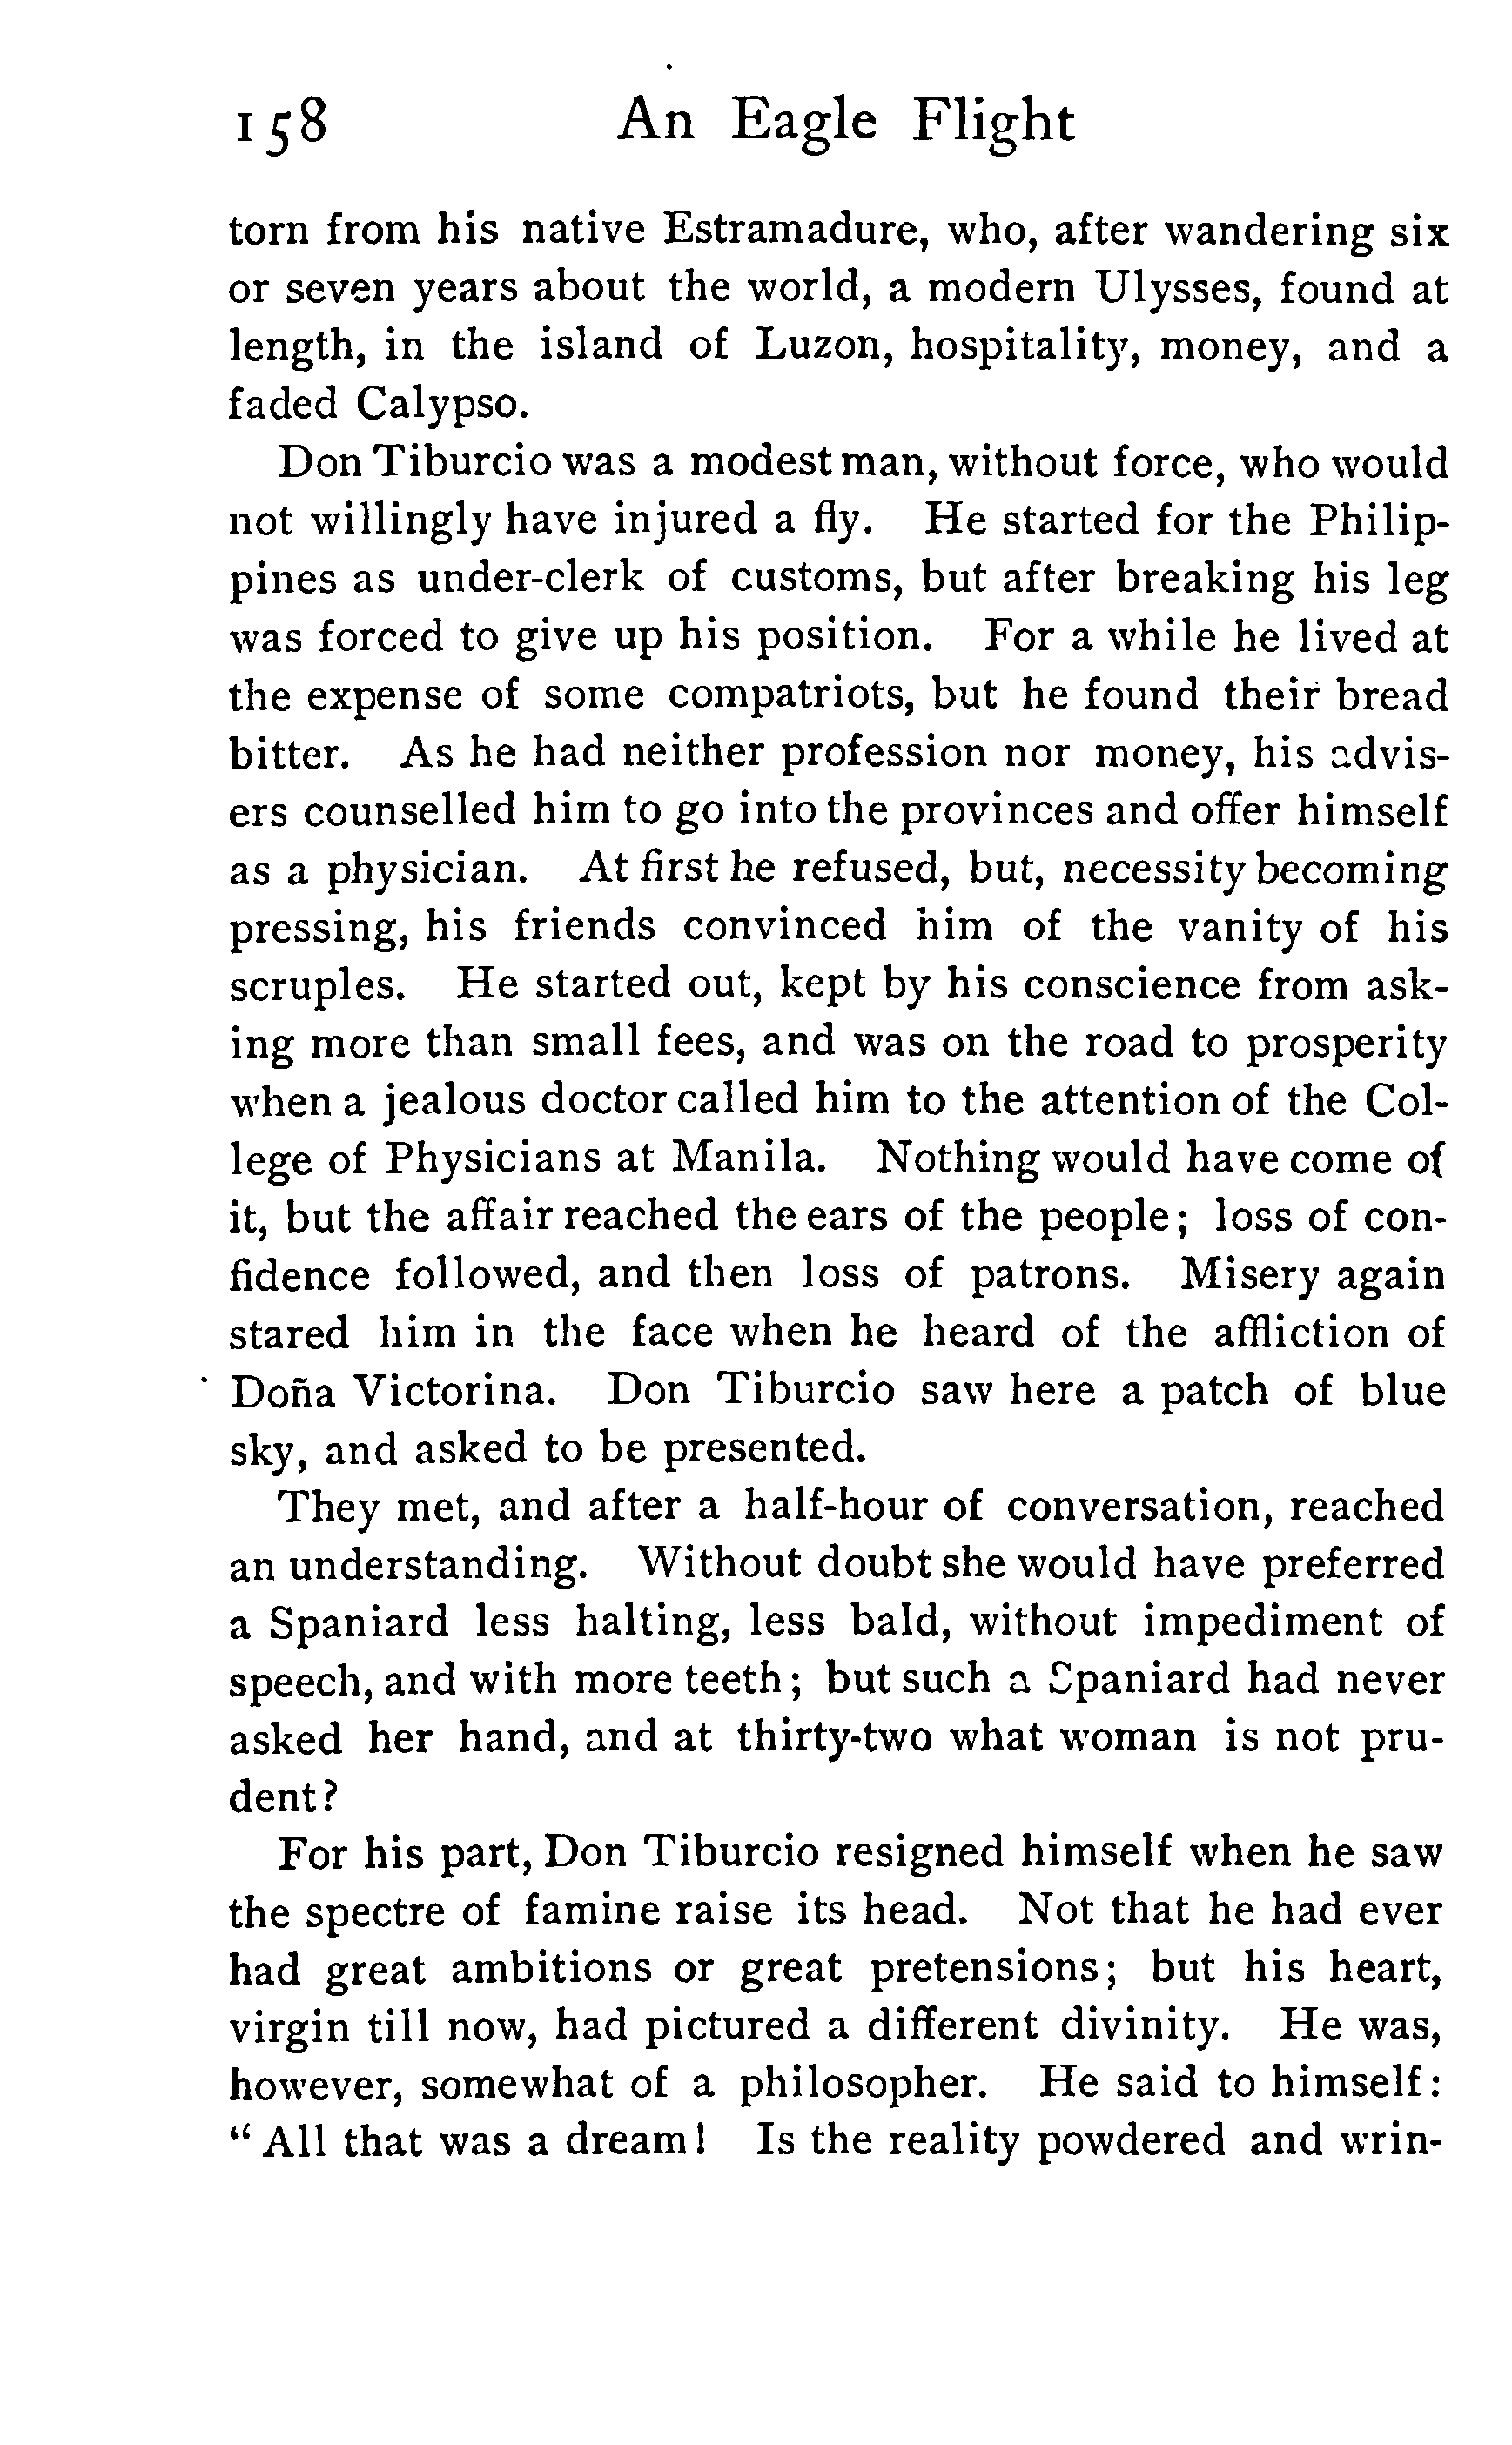 158 An Eagle Flight
torn from his native Estramadure, who, after wandering six
or seven years about the world, a modern Ulysses, found at
length, in the island of Luzon, hospitality, money, and a
faded Calypso.
Don Tiburcio was a modest man, without force, who would
not willingly have injured a fly. He started for the Philip-
pines as under-clerk of customs, but after breaking his leg
was forced to give up his position. For a while he lived at
the expense of some compatriots, but he found their bread
bitter. As he had neither profession nor money, his advis-
ers counselled him to go into the provinces and offer himself
as a physician. At first he refused, but, necessity becoming
pressing, his friends convinced him of the vanity of his
scruples. He started out, kept by his conscience from ask-
ing more than small fees, and was on the road to prosperity
when a jealous doctor called him to the attention of the Col-
lege of Physicians at Manila. Nothing would have come of
it, but the affair reached the ears of the people; loss of con-
fidence followed, and then loss of patrons. Misery again
stared him in the face when he heard of the affliction of
Doña Victorina. Don Tiburcio saw here a patch of blue
sky, and asked to be presented.
They met, and after a half-hour of conversation, reached
an understanding. Without doubt she would have preferred
a Spaniard less halting, less bald, without impediment of
speech, and with more teeth; but such a Spaniard had never
asked her hand, and at thirty-two what woman is not pru-
dent?
For his part, Don Tiburcio resigned himself when he saw
the spectre of famine raise its head. Not that he had ever
had great ambitions or great pretensions; but his heart,
virgin till now, had pictured a different divinity. He was,
however, somewhat of a philosopher. He said to himself:
“All that was a dream! Is the reality powdered and wrin-